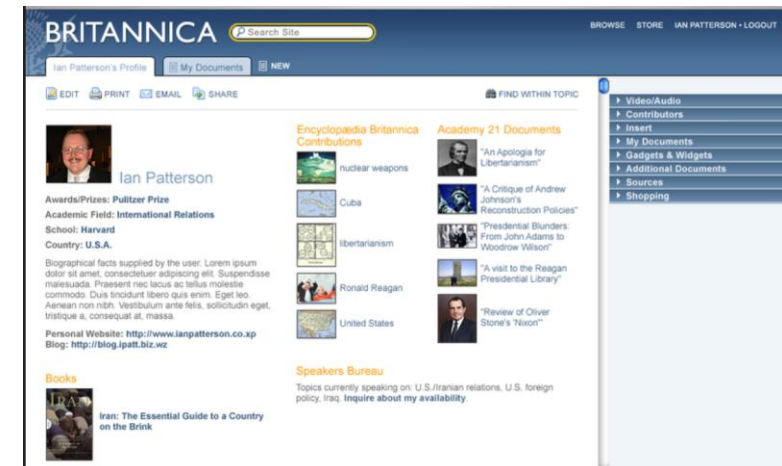 BRITANNICA
Search Site
BROWSE STORE IAN PATTERSON • LOGOUT
Ian Patterson's Profile
My Documents
NEW
EDIT PRINT EMAIL SHARE
FIND WITHIN TOPIC
Ian Patterson
Awards/Prizes: Pulitzer Prize
Academic Field: International Relations
School: Harvard
Country: U.S.A.
Biographical facts supplied by the user. Lorem ipsum
dolor sit amet, consectetuer adipiscing elit. Suspendisse
malesuada. Praesent nec lacus ac tellus molestie
commodo. Duis tincidunt libero quis enim. Eget leo.
Aenean non nibh. Vestibulum ante felis, sollicitudin eget,
tristique a, consequat at, massa.
Personal Website: http://www.ianpatterson.co.xp
Blog: http://blog.ipatt.biz.wz
Books
IRAN
Iran: The Essential Guide to a Country
on the Brink
Encyclopædia Britannica
Contributions
nuclear weapons
Cuba
libertarianism
Ronald Reagan
United States
Academy 21 Documents
"An Apologia for
Libertarianism"
"A Critique of Andrew
Johnson's
Reconstruction Policies"
"Presdential Blunders:
From John Adams to
Woodrow Wilson"
"A visit to the Reagan
Presidential Library"
"Review of Oliver
Stone's 'Nixon'"
Speakers Bureau
Topics currently speaking on: U.S./Iranian relations, U.S. foreign
policy, Iraq. Inquire about my availability.
Video/Audio
Contributors
Insert
My Documents
Gadgets & Widgets
Additional Documents
Sources
Shopping